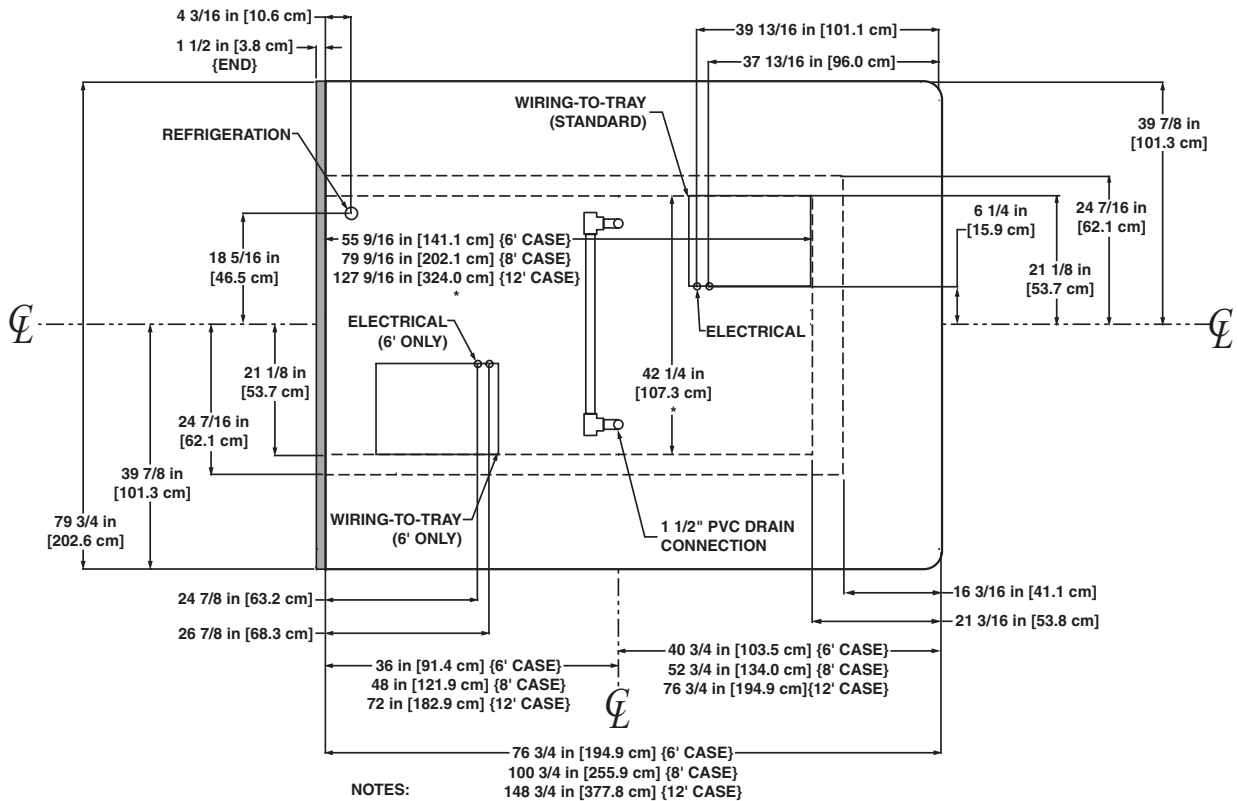 4 3/16 in [10.6 cm]
1 1/2 in [3.8 cm]
{END}
39 13/16 in [101.1 cm]
37 13/16 in [96.0 cm]
WIRING-TO-TRAY
(STANDARD)
REFRIGERATION
39 7/8 in
[101.3 cm]
24 7/16 in
[62.1 cm]
6 1/4 in
[15.9 cm]
21 1/8 in
[53.7 cm]
18 5/16 in
[46.5 cm]
55 9/16 in [141.1 cm] {6' CASE}
79 9/16 in [202.1 cm] {8' CASE}
127 9/16 in [324.0 cm] {12' CASE}
*
ELECTRICAL
(6' ONLY)
ELECTRICAL
CL
CL
21 1/8 in
[53.7 cm]
42 1/4 in
[107.3 cm]
*
24 7/16 in
[62.1 cm]
39 7/8 in
[101.3 cm]
79 3/4 in
[202.6 cm]
WIRING-TO-TRAY
(6' ONLY)
1 1/2" PVC DRAIN
CONNECTION
24 7/8 in [63.2 cm]
26 7/8 in [68.3 cm]
16 3/16 in [41.1 cm]
21 3/16 in [53.8 cm]
36 in [91.4 cm] {6' CASE}
48 in [121.9 cm] {8' CASE}
72 in [182.9 cm] {12' CASE}
40 3/4 in [103.5 cm] {6' CASE}
52 3/4 in [134.0 cm] {8' CASE}
76 3/4 in [194.9 cm]{12' CASE}
CL
76 3/4 in [194.9 cm] {6' CASE}
100 3/4 in [255.9 cm] {8' CASE}
148 3/4 in [377.8 cm] {12' CASE}
NOTES: